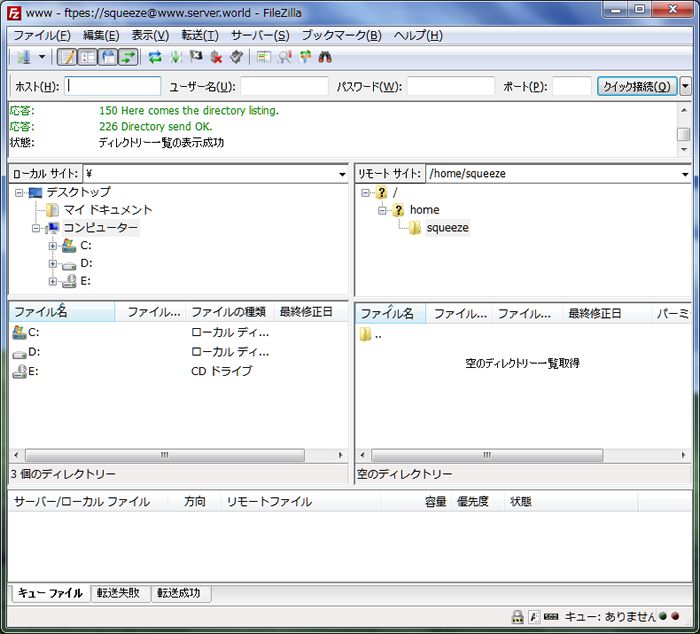 www - ftpes://squeeze@www.server.world - FileZilla
ファイル(F) 編集(E) 表示(V) 転送(T) サーバー(S) ブックマーク(B) ヘルプ(H)
ホスト(H): ユーザー名(U): パスワード(W): ポート(P): クイック接続(Q)
応答: 150 Here comes the directory listing.
応答: 226 Directory send OK.
状態: ディレクトリー一覧の表示成功
ローカル サイト: ¥
デスクトップ
マイ ドキュメント
コンピューター
C:
D:
E:
リモート サイト: /home/squeeze
/
home
squeeze
ファイル名 ファイル... ファイルの種類 最終修正日
C: ローカル ディ...
D: ローカル ディ...
E: CD ドライブ
3 個のディレクトリー
ファイル名 ファイル... ファイル... 最終修正日 パーミ
..
空のディレクトリー一覧取得
空のディレクトリー
サーバー/ローカル ファイル 方向 リモートファイル 容量 優先度 状態
キュー ファイル 転送失敗 転送成功
キュー: ありません